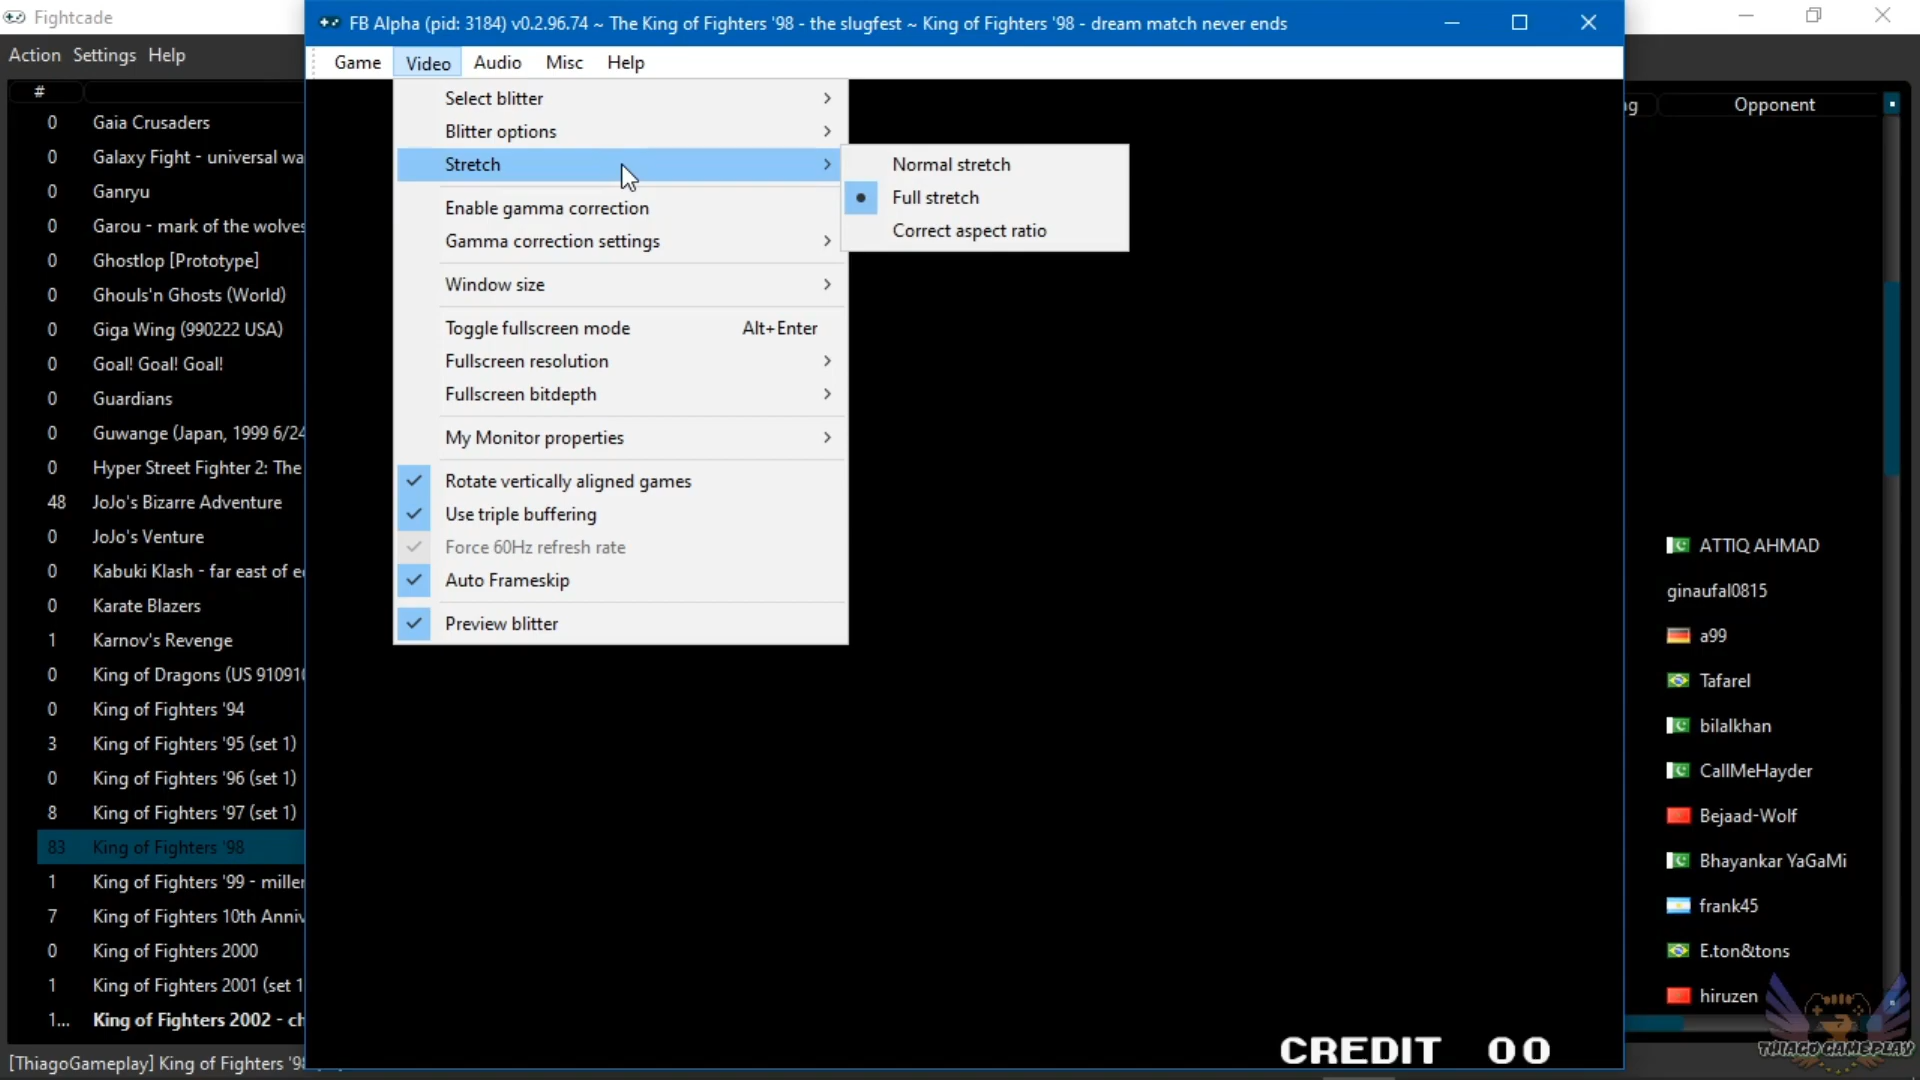 Fightcade
Action Settings Help
#
0 Gaia Crusaders
0 Galaxy Fight - universal wa
0 Ganryu
0 Garou - mark of the wolves
0 Ghostlop [Prototype]
0 Ghouls'n Ghosts (World)
0 Giga Wing (990222 USA)
0 Goal! Goal! Goal!
0 Guardians
0 Guwange (Japan, 1999 6/24
0 Hyper Street Fighter 2: The
48 JoJo's Bizarre Adventure
0 JoJo's Venture
0 Kabuki Klash - far east of e
0 Karate Blazers
1 Karnov's Revenge
0 King of Dragons (US 910910
0 King of Fighters '94
3 King of Fighters '95 (set 1)
0 King of Fighters '96 (set 1)
8 King of Fighters '97 (set 1)
83 King of Fighters '98
1 King of Fighters '99 - miller
7 King of Fighters 10th Anniv
0 King of Fighters 2000
1 King of Fighters 2001 (set 1
1... King of Fighters 2002 - ch
[ThiagoGameplay] King of Fighters '98
FB Alpha (pid: 3184) v0.2.96.74 ~ The King of Fighters '98 - the slugfest ~ King of Fighters '98 - dream match never ends
Game Video Audio Misc Help
Select blitter
Blitter options
Stretch
Enable gamma correction
Gamma correction settings
Window size
Toggle fullscreen mode Alt+Enter
Fullscreen resolution
Fullscreen bitdepth
My Monitor properties
Rotate vertically aligned games
Use triple buffering
Force 60Hz refresh rate
Auto Frameskip
Preview blitter
Normal stretch
Full stretch
Correct aspect ratio
CREDIT 00
g Opponent
ATTIQ AHMAD
ginaufal0815
a99
Tafarel
bilalkhan
CallMeHayder
Bejaad-Wolf
Bhayankar YaGaMi
frank45
E.ton&tons
hiruzen
THIAGO GAMEPLAY